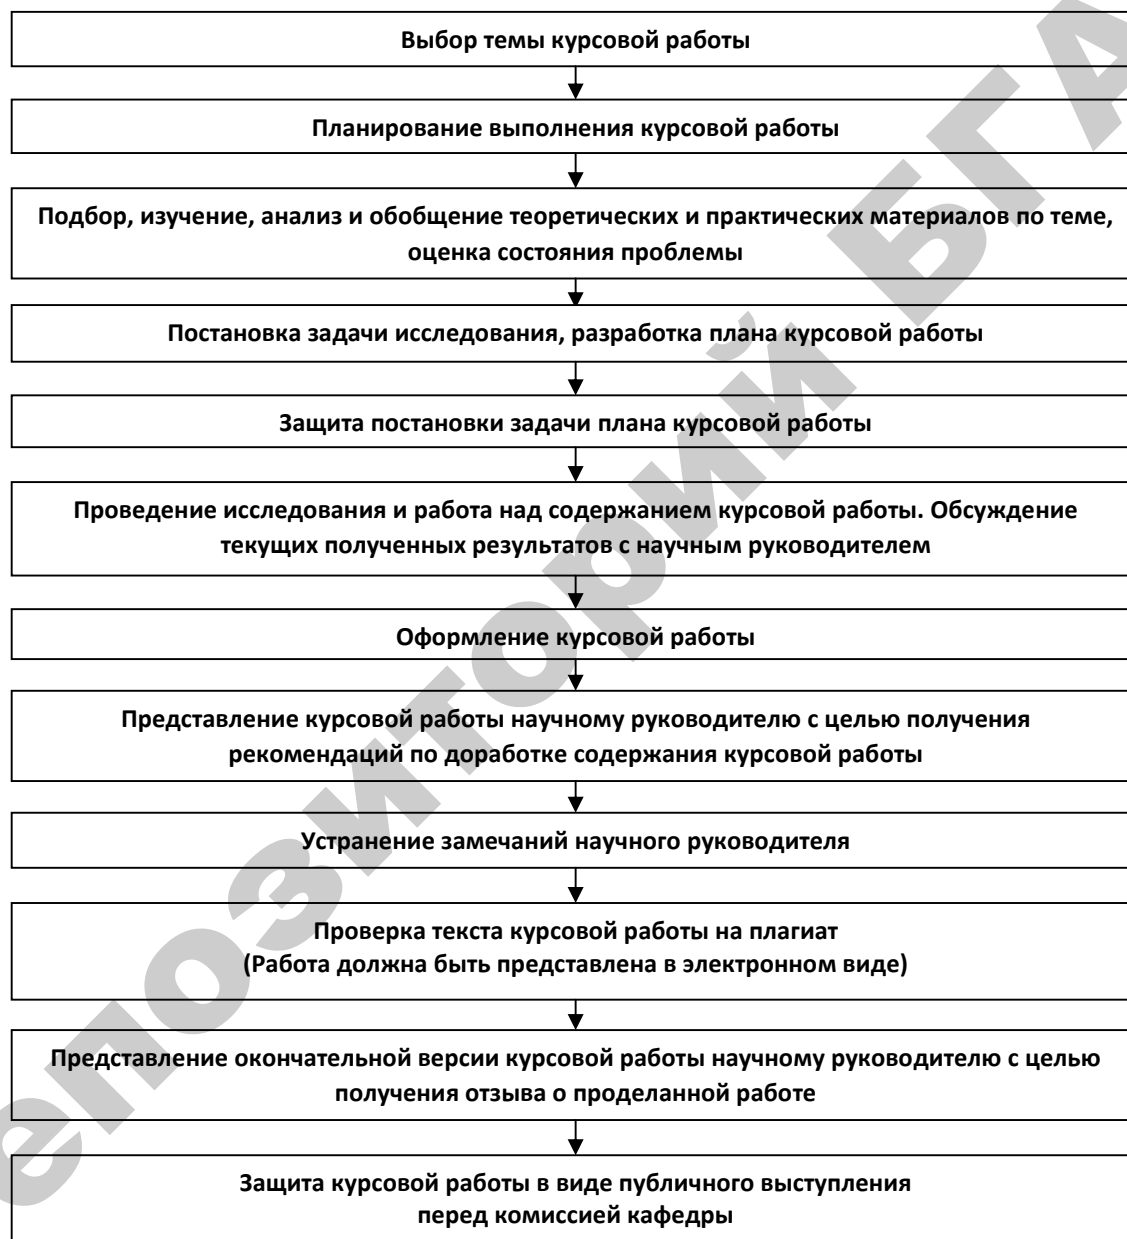 Выбор темы курсовой работы
Планирование выполнения курсовой работы
Подбор, изучение, анализ и обобщение теоретических и практических материалов по теме,
оценка состояния проблемы
Постановка задачи исследования, разработка плана курсовой работы
Защита постановки задачи плана курсовой работы
Проведение исследования и работа над содержанием курсовой работы. Обсуждение
текущих полученных результатов с научным руководителем
Оформление курсовой работы
Представление курсовой работы научному руководителю с целью получения
рекомендаций по доработке содержания курсовой работы
Устранение замечаний научного руководителя
Проверка текста курсовой работы на плагиат
(Работа должна быть представлена в электронном виде)
Представление окончательной версии курсовой работы научному руководителю с целью
получения отзыва о проделанной работе
Защита курсовой работы в виде публичного выступления
перед комиссией кафедры
епозиторий БГА